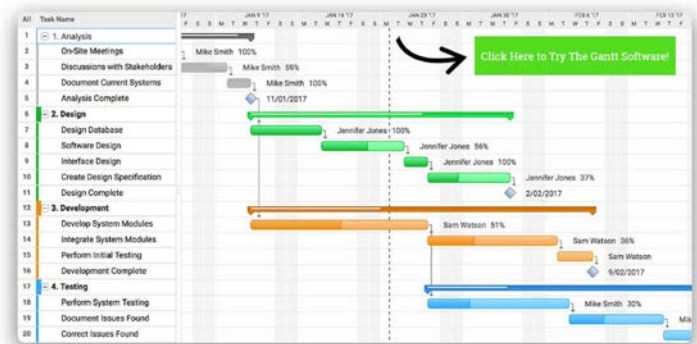 All Task Name
17 JAN 9 '17 JAN 16 '17 JAN 23 '17 JAN 30 '17 FEB 6 '17 FEB 13 '17
1 1. Analysis
2 On-Site Meetings Mike Smith 100%
3 Discussions with Stakeholders Mike Smith 59%
4 Document Current Systems Mike Smith 100%
5 Analysis Complete 11/01/2017
6 2. Design
7 Design Database Jennifer Jones 100%
8 Software Design Jennifer Jones 56%
9 Interface Design Jennifer Jones 100%
10 Create Design Specification Jennifer Jones 37%
11 Design Complete 2/02/2017
12 3. Development
13 Develop System Modules Sam Watson 51%
14 Integrate System Modules Sam Watson 36%
15 Perform Initial Testing Sam Watson
16 Development Complete 9/02/2017
17 4. Testing
18 Perform System Testing Mike Smith 30%
19 Document Issues Found Mik
20 Correct Issues Found
Click Here to Try The Gantt Software!